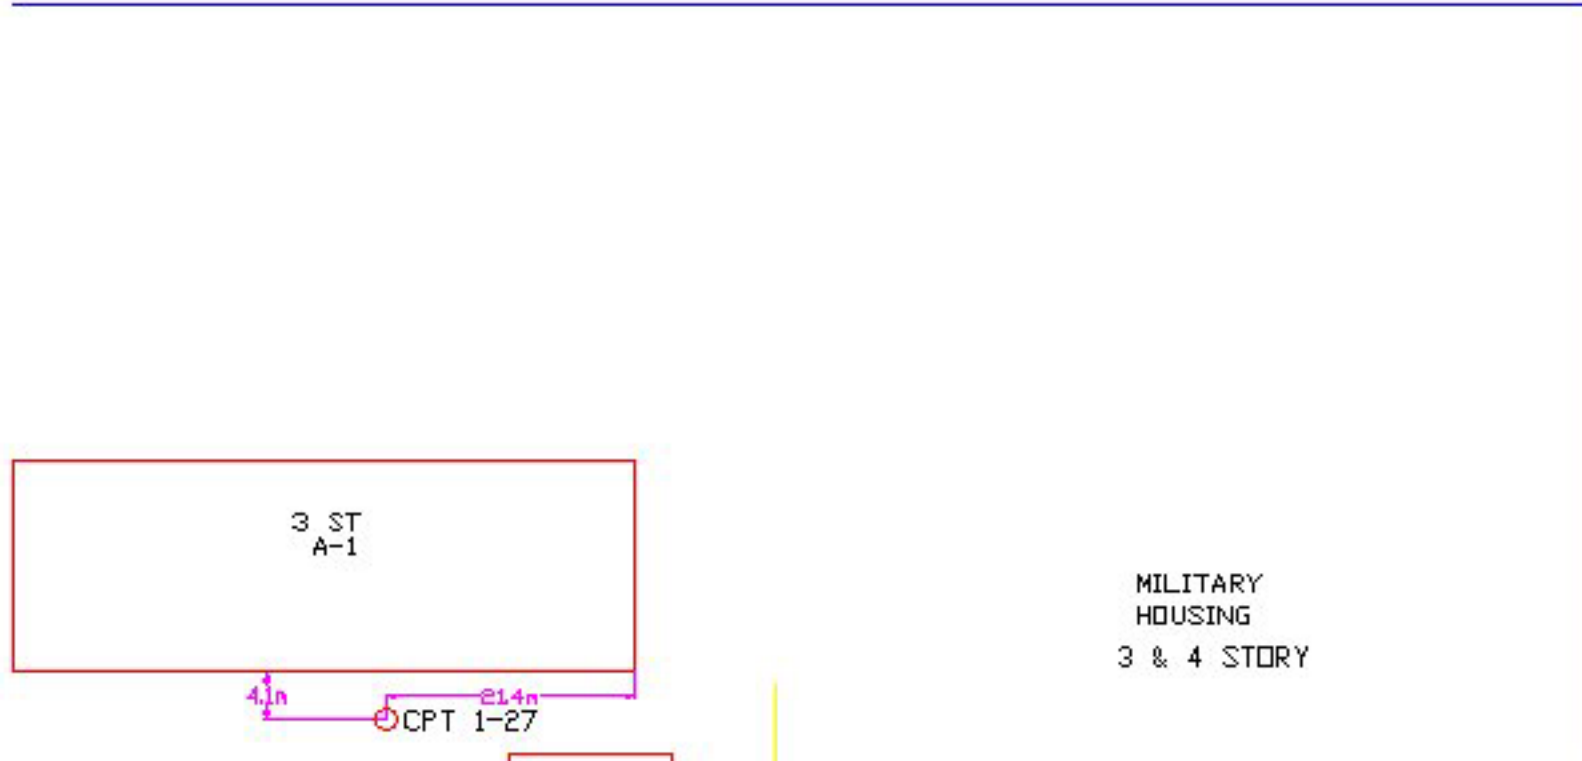 3 ST
A-1
MILITARY
HOUSING
3 & 4 STORY
4.1m
21.4m
CPT 1-27